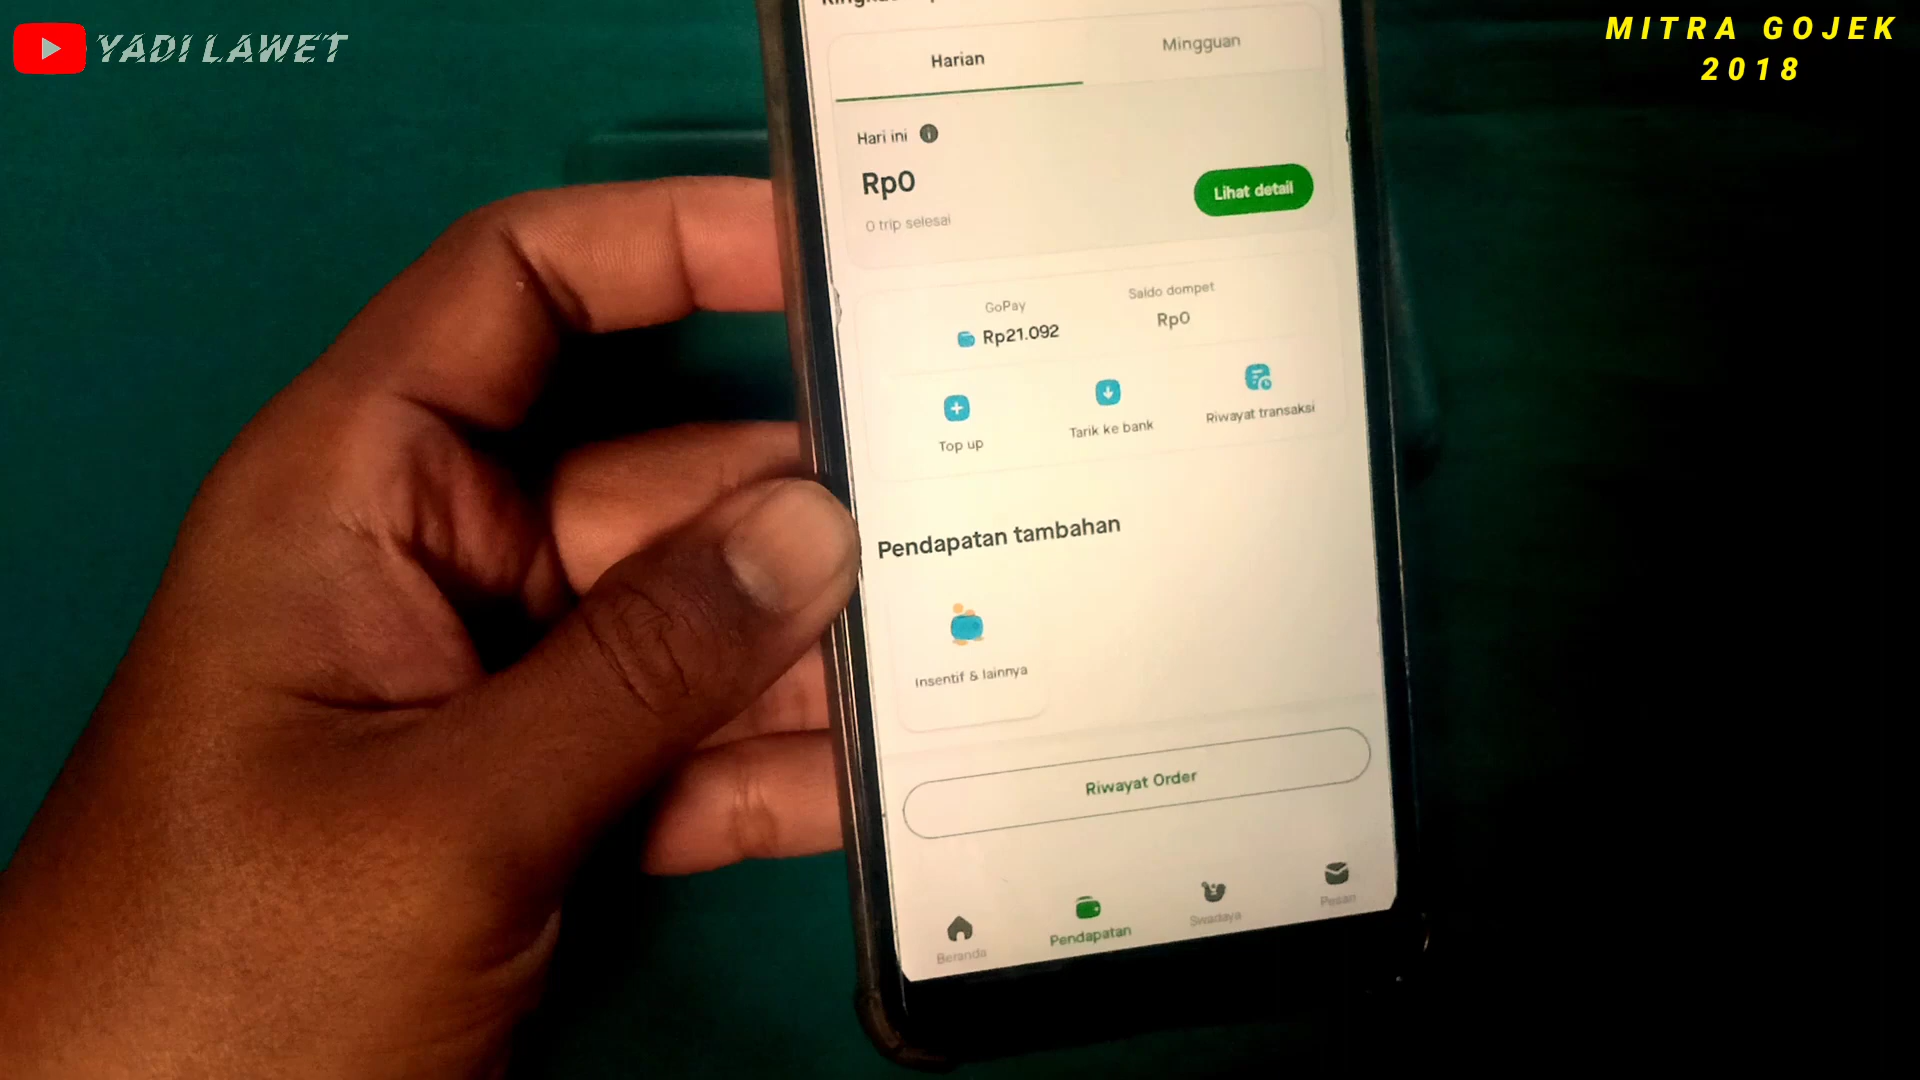 YADI LAWET
MITRA GOJEK
2018
Harian
Mingguan
Hari ini
Rp0
Lihat detail
0 trip selesai
GoPay
Saldo dompet
Rp21.092
Rp0
Top up
Tarik ke bank
Riwayat transaksi
Pendapatan tambahan
Insentif & lainnya
Riwayat Order
Beranda
Pendapatan
Swadaya
Pesan